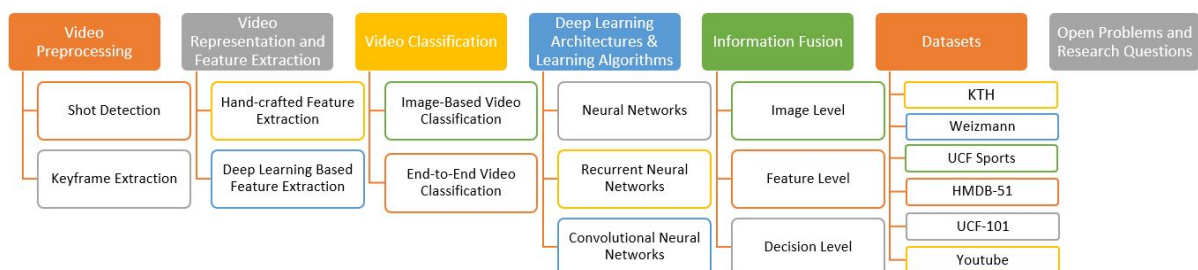 Video
Preprocessing
Shot Detection
Keyframe Extraction
Video
Representation and
Feature Extraction
Hand-crafted Feature
Extraction
Deep Learning Based
Feature Extraction
Video Classification
Image-Based Video
Classification
End-to-End Video
Classification
Deep Learning
Architectures &
Learning Algorithms
Neural Networks
Recurrent Neural
Networks
Convolutional Neural
Networks
Information Fusion
Image Level
Feature Level
Decision Level
Datasets
KTH
Weizmann
UCF Sports
HMDB-51
UCF-101
Youtube
Open Problems and
Research Questions